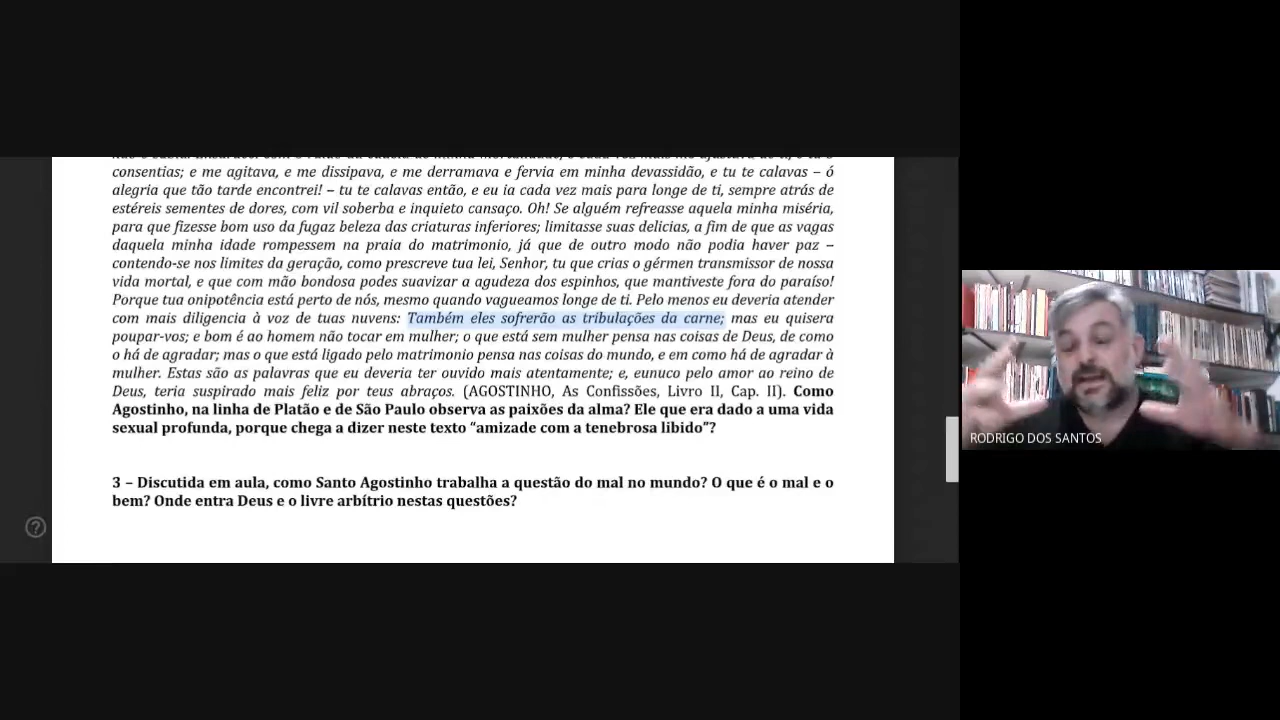 consentias; e me agitava, e me dissipava, e me derramava e fervia em minha devassidão, e tu te calavas – ó
alegria que tão tarde encontrei! – tu te calavas então, e eu ia cada vez mais para longe de ti, sempre atrás de
estéreis sementes de dores, com vil soberba e inquieto cansaço. Oh! Se alguém refreasse aquela minha miséria,
para que fizesse bom uso da fugaz beleza das criaturas inferiores; limitasse suas delicias, a fim de que as vagas
daquela minha idade rompessem na praia do matrimonio, já que de outro modo não podia haver paz –
contendo-se nos limites da geração, como prescreve tua lei, Senhor, tu que crias o gérmen transmissor de nossa
vida mortal, e que com mão bondosa podes suavizar a agudeza dos espinhos, que mantiveste fora do paraíso!
Porque tua onipotência está perto de nós, mesmo quando vagueamos longe de ti. Pelo menos eu deveria atender
com mais diligencia à voz de tuas nuvens: Também eles sofrerão as tribulações da carne; mas eu quisera
poupar-vos; e bom é ao homem não tocar em mulher; o que está sem mulher pensa nas coisas de Deus, de como
o há de agradar; mas o que está ligado pelo matrimonio pensa nas coisas do mundo, e em como há de agradar à
mulher. Estas são as palavras que eu deveria ter ouvido mais atentamente; e, eunuco pelo amor ao reino de
Deus, teria suspirado mais feliz por teus abraços. (AGOSTINHO, As Confissões, Livro II, Cap. II). Como
Agostinho, na linha de Platão e de São Paulo observa as paixões da alma? Ele que era dado a uma vida
sexual profunda, porque chega a dizer neste texto “amizade com a tenebrosa libido”?
3 – Discutida em aula, como Santo Agostinho trabalha a questão do mal no mundo? O que é o mal e o
bem? Onde entra Deus e o livre arbítrio nestas questões?
?
RODRIGO DOS SANTOS